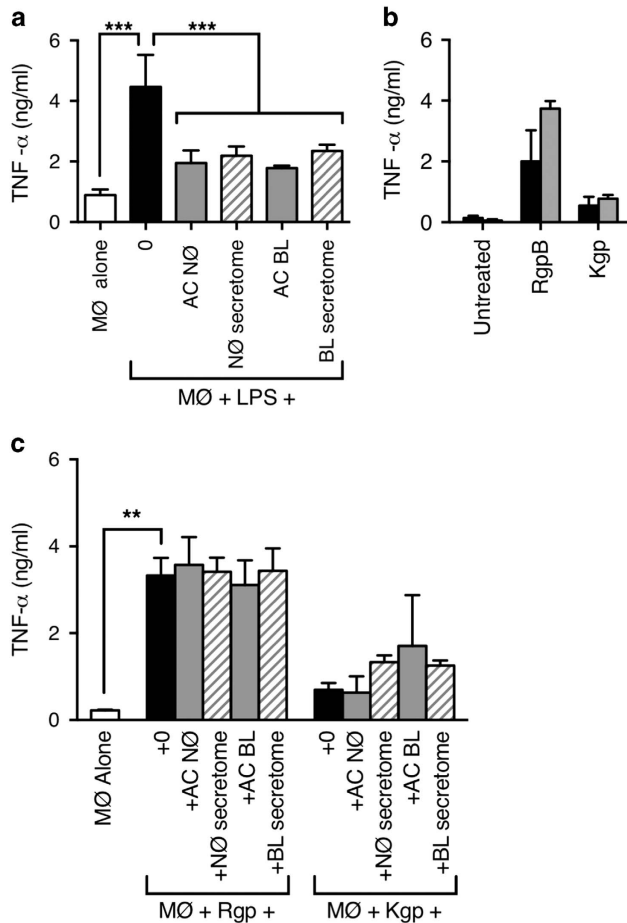 a
***
***
TNF -α (ng/ml)
6
4
2
0
MØ alone
0
AC NØ
NØ secretome
AC BL
BL secretome
MØ + LPS +
b
TNF -α (ng/ml)
6
4
2
0
Untreated
RgpB
Kgp
c
**
TNF-α (ng/ml)
6
4
2
0
MØ Alone
+0
+AC NØ
+NØ secretome
+AC BL
+BL secretome
+0
+AC NØ
+NØ secretome
+AC BL
+BL secretome
MØ + Rgp +
MØ + Kgp +